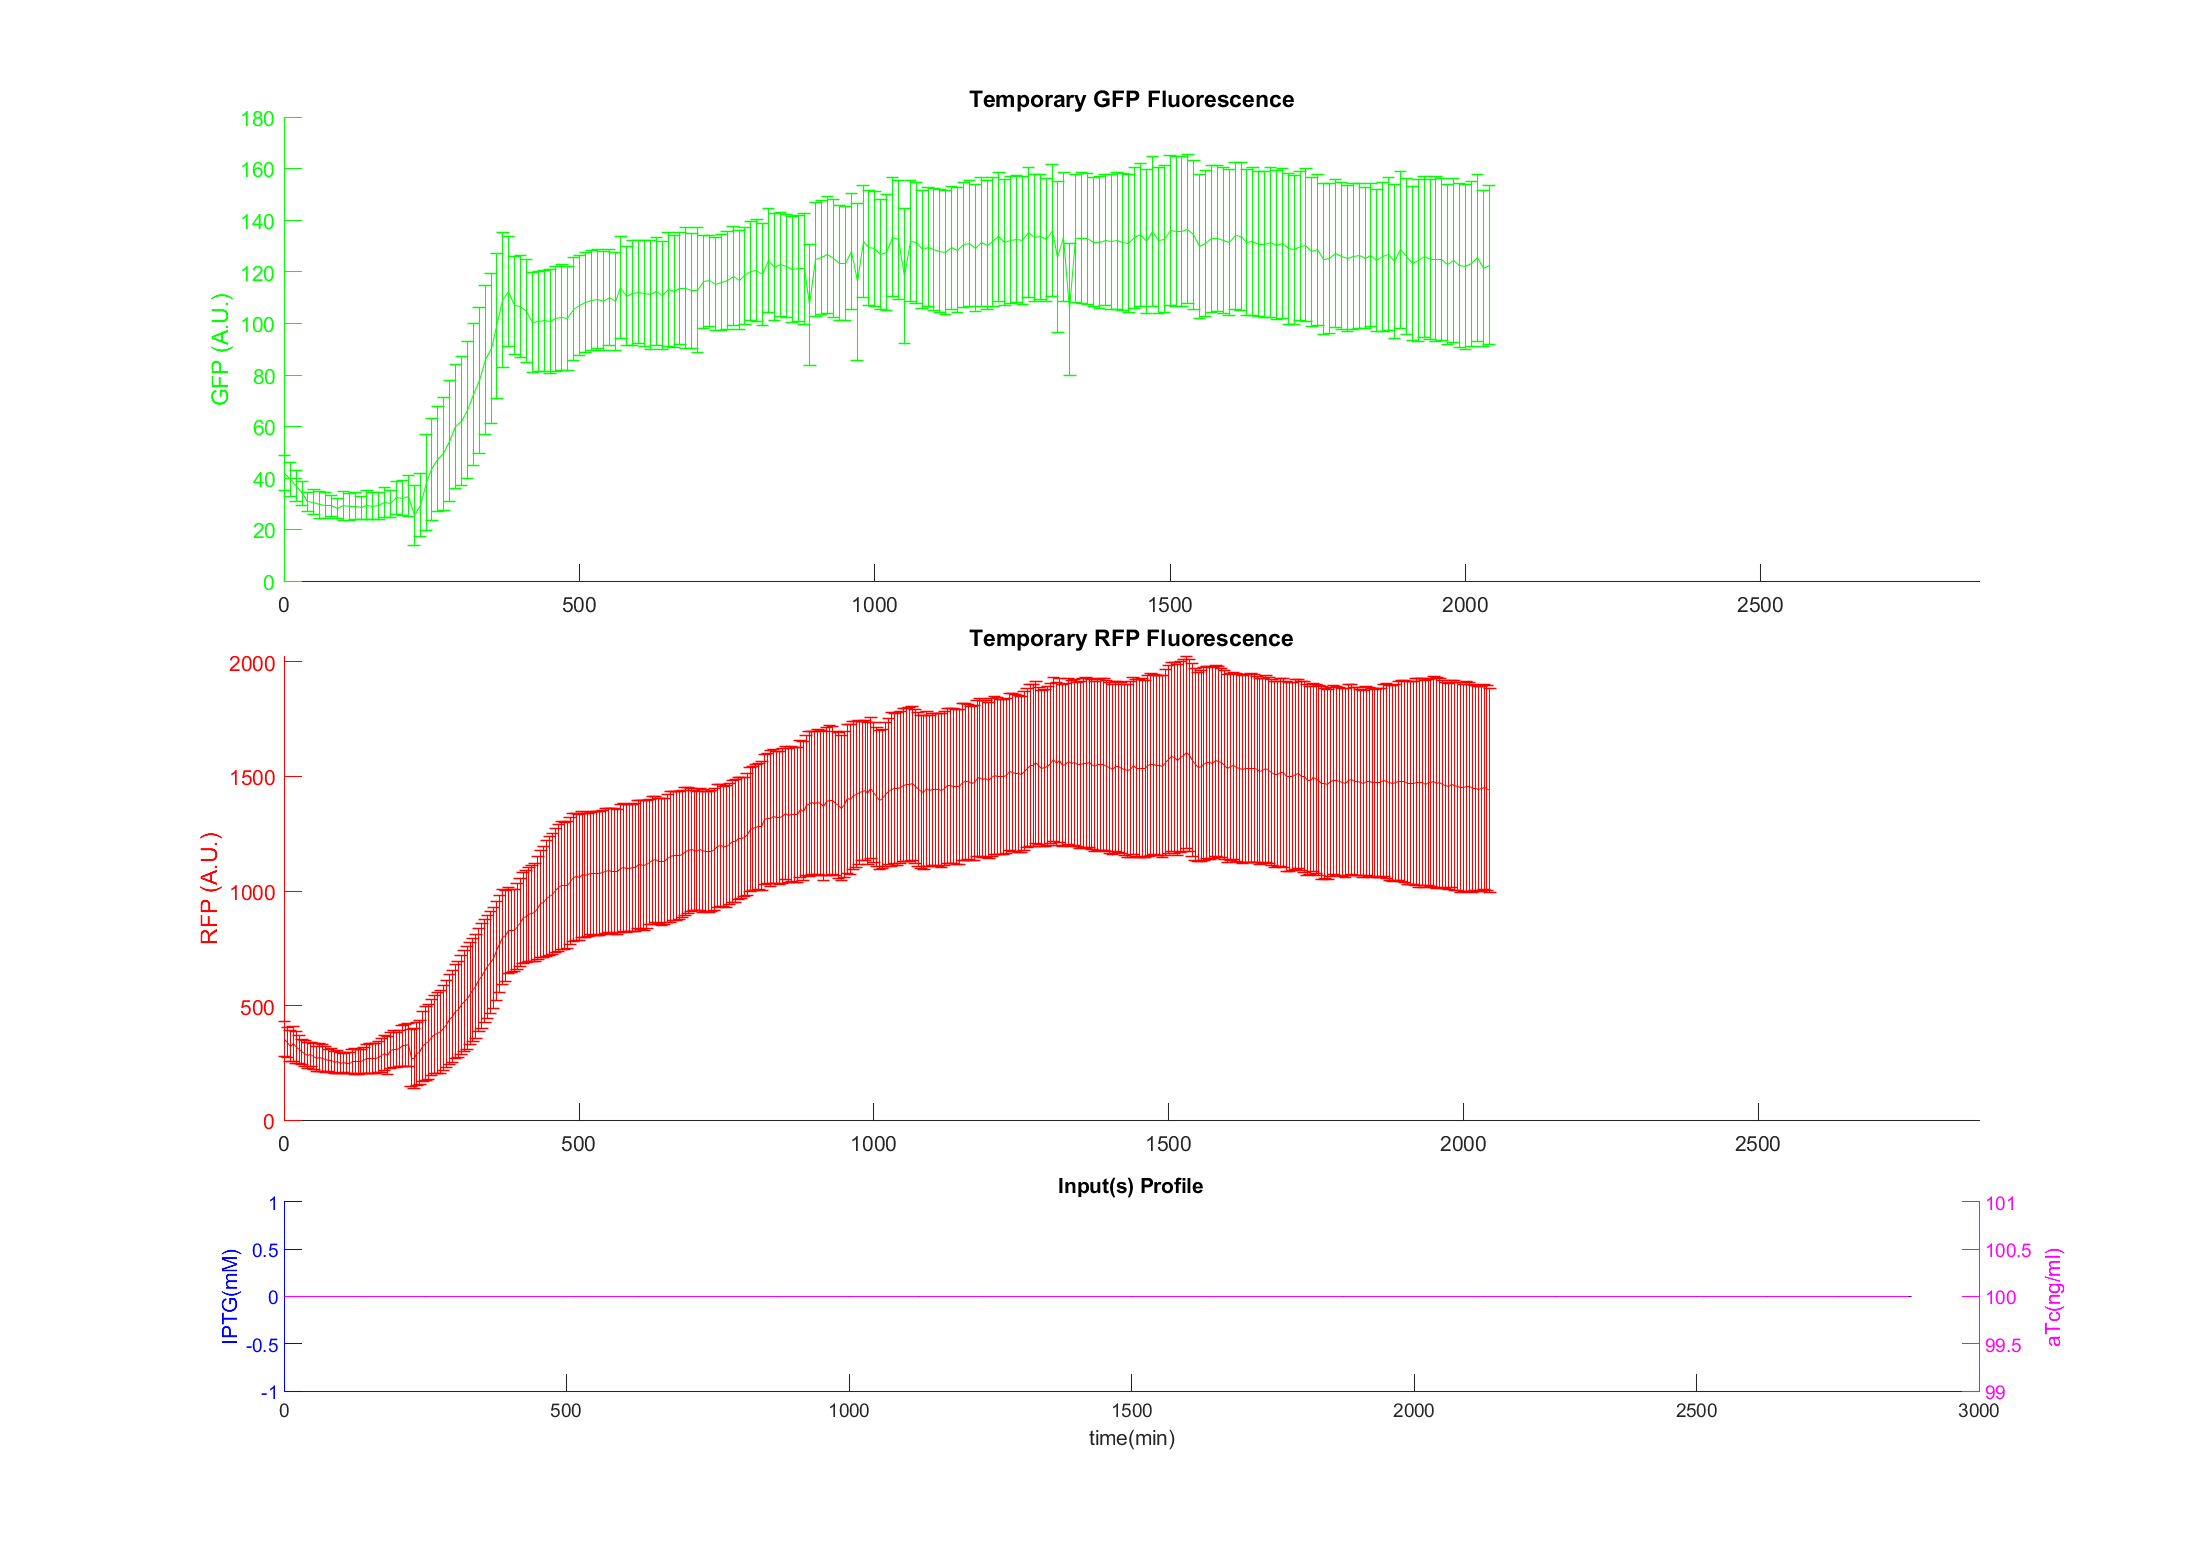 Temporary GFP Fluorescence
180
160
140
120
100
80
60
40
20
0
GFP (A.U.)
0 500 1000 1500 2000 2500
Temporary RFP Fluorescence
2000
1500
1000
500
0
RFP (A.U.)
0 500 1000 1500 2000 2500
Input(s) Profile
1 101
0.5 100.5
0 100
-0.5 99.5
-1 99
IPTG(mM)
aTc(ng/ml)
0 500 1000 1500 2000 2500 3000
time(min)